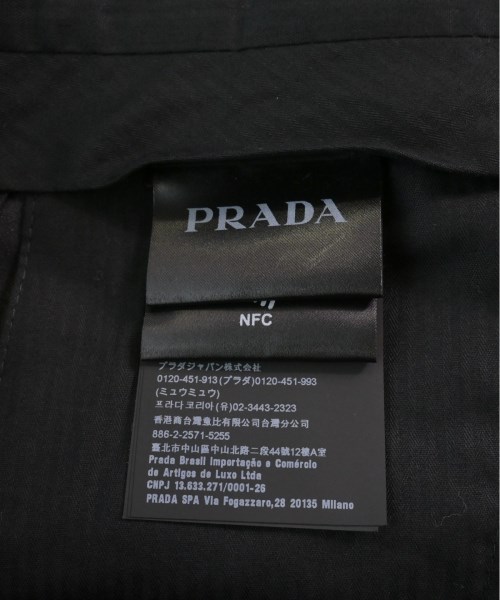 PRADA
NFC
プラダジャパン株式会社
0120-451-913(プラダ)0120-451-993
(ミュウミュウ)
프라다코리아(유)02-3443-2323
香港商台灣魚比有限公司台灣分公司
886-2-2571-5255
臺北市中山區中山北路二段44號12樓A室
Prada Brasil Importação e Comércio
de Artigos de Luxo Ltda
CNPJ 13.633.271/0001-26
PRADA SPA Via Fogazzaro,28 20135 Milano